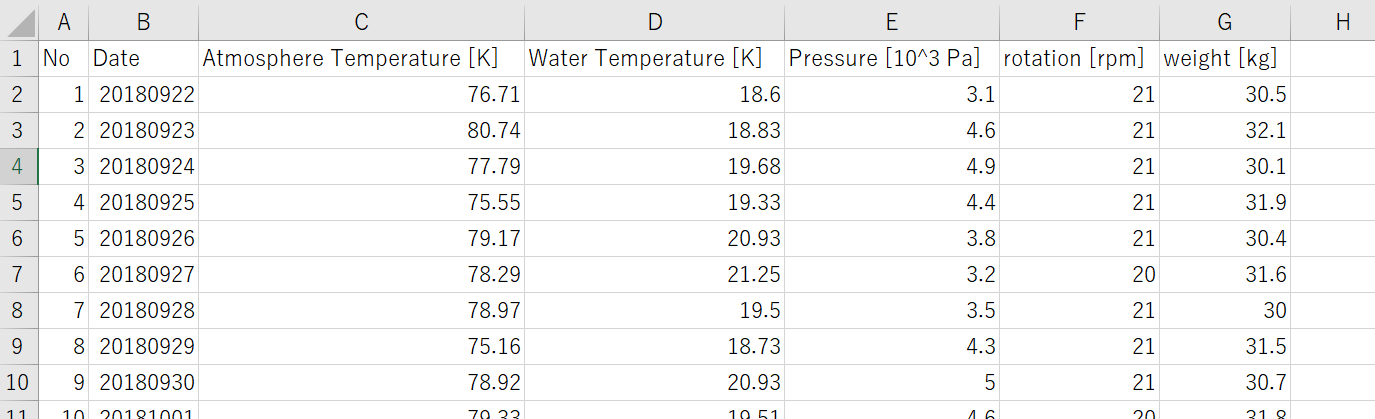 A B C D E F G H
1 No Date Atmosphere Temperature [K] Water Temperature [K] Pressure [10^3 Pa] rotation [rpm] weight [kg]
2 1 20180922 76.71 18.6 3.1 21 30.5
3 2 20180923 80.74 18.83 4.6 21 32.1
4 3 20180924 77.79 19.68 4.9 21 30.1
5 4 20180925 75.55 19.33 4.4 21 31.9
6 5 20180926 79.17 20.93 3.8 21 30.4
7 6 20180927 78.29 21.25 3.2 20 31.6
8 7 20180928 78.97 19.5 3.5 21 30
9 8 20180929 75.16 18.73 4.3 21 31.5
10 9 20180930 78.92 20.93 5 21 30.7
11 10 20181001 79.33 19.51 4.6 20 31.8